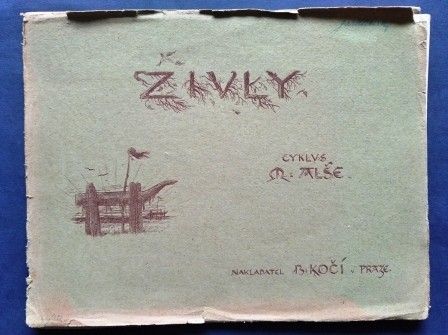 ŽIVLY.
CYKLUS
M. ALŠE.
NAKLADATEL B. KOČÍ V PRAZE.